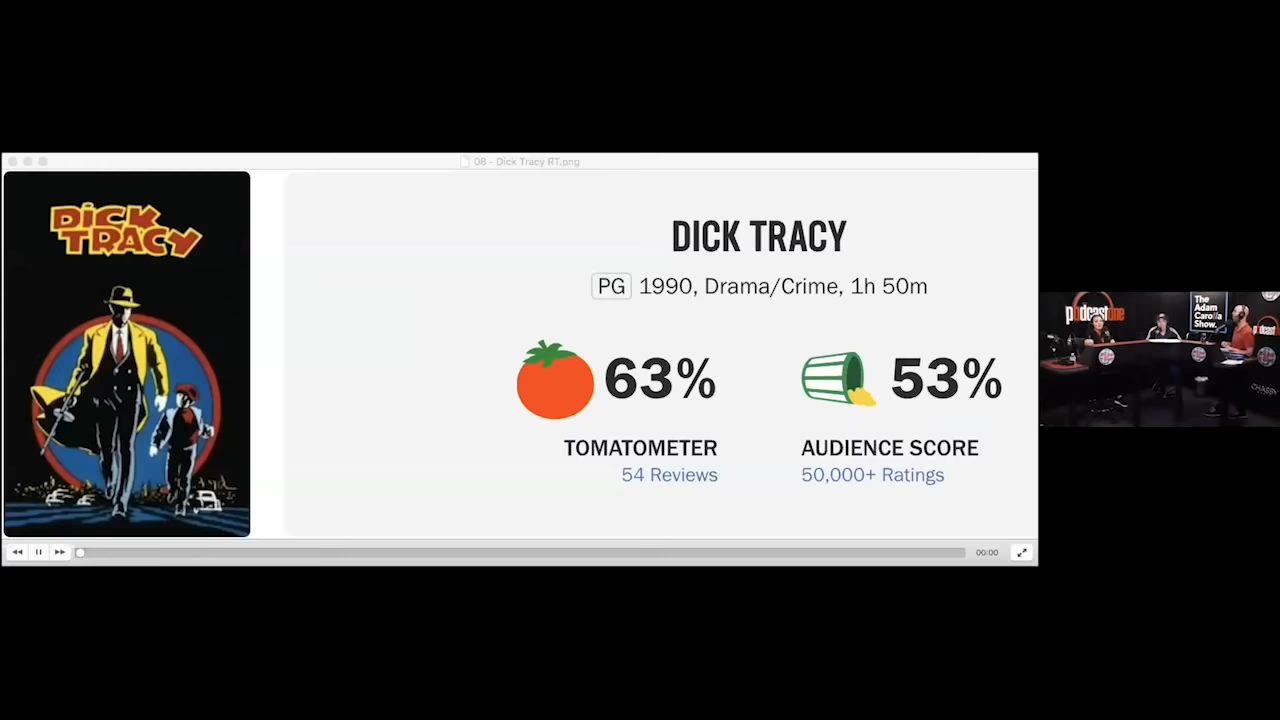 08 - Dick Tracy RT.png
DICK
TRACY
DICK TRACY
PG 1990, Drama/Crime, 1h 50m
63%
53%
TOMATOMETER
AUDIENCE SCORE
54 Reviews
50,000+ Ratings
00:00
podcastone
The
Adam
Carolla
Show.
podcast